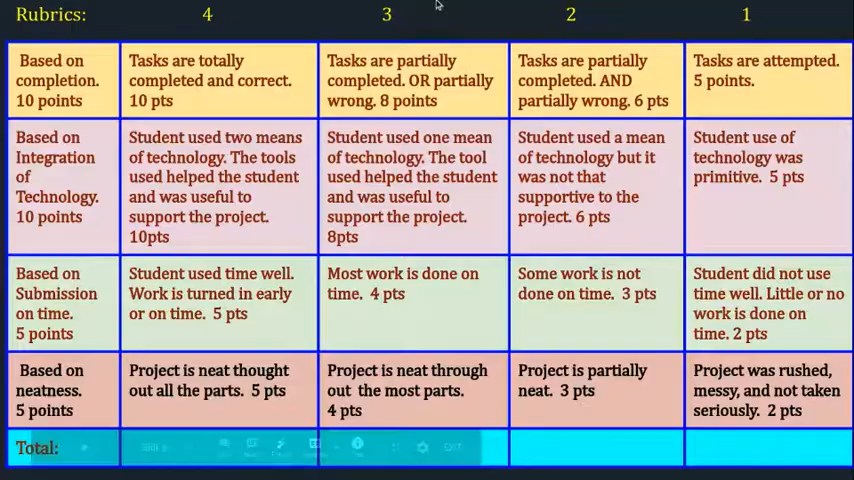 Rubrics: 4 3 2 1
Based on
completion.
10 points
Tasks are totally
completed and correct.
10 pts
Tasks are partially
completed. OR partially
wrong. 8 points
Tasks are partially
completed. AND
partially wrong. 6 pts
Tasks are attempted.
5 points.
Based on
Integration
of
Technology.
10 points
Student used two means
of technology. The tools
used helped the student
and was useful to
support the project.
10pts
Student used one mean
of technology. The tool
used helped the student
and was useful to
support the project.
8pts
Student used a mean
of technology but it
was not that
supportive to the
project. 6 pts
Student use of
technology was
primitive. 5 pts
Based on
Submission
on time.
5 points
Student used time well.
Work is turned in early
or on time. 5 pts
Most work is done on
time. 4 pts
Some work is not
done on time. 3 pts
Student did not use
time well. Little or no
work is done on
time. 2 pts
Based on
neatness.
5 points
Project is neat thought
out all the parts. 5 pts
Project is neat through
out the most parts.
4 pts
Project is partially
neat. 3 pts
Project was rushed,
messy, and not taken
seriously. 2 pts
Total: